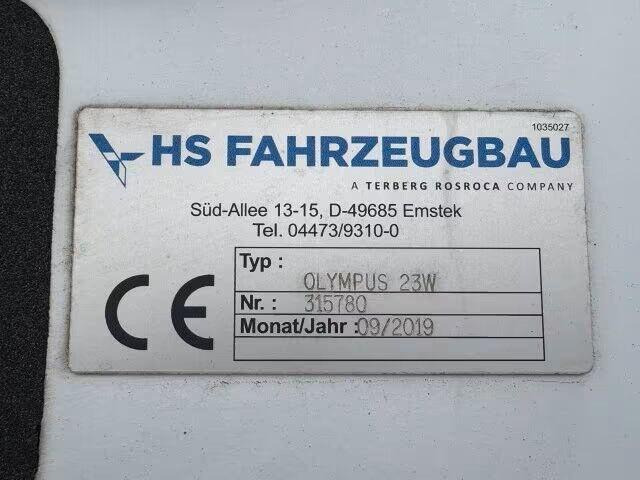 1035027
HS FAHRZEUGBAU
A TERBERG ROSROCA COMPANY
Süd-Allee 13-15, D-49685 Emstek
Tel. 04473/9310-0
CE
Typ :
OLYMPUS 23W
Nr. : 315780
Monat/Jahr : 09/2019